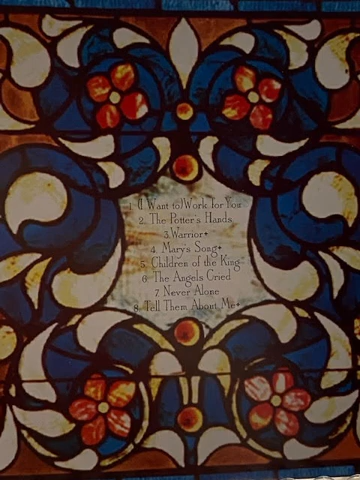 1. I Want to Work for You
2. The Potter's Hands
3. Warrior+
4. Marys Song+
5. Children of the King~
6. The Angels Cried
7. Never Alone
8. Tell Them About Me+